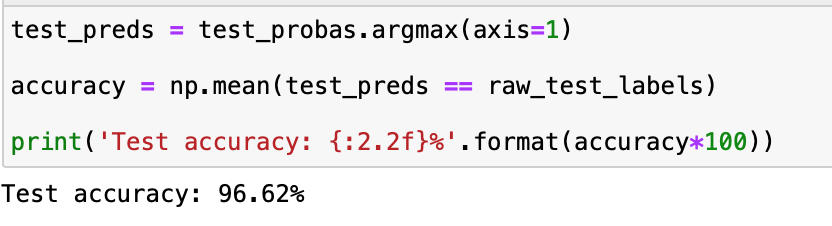 test_preds = test_probas.argmax(axis=1)
accuracy = np.mean(test_preds == raw_test_labels)
print('Test accuracy: {:2.2f}%'.format(accuracy*100))
Test accuracy: 96.62%